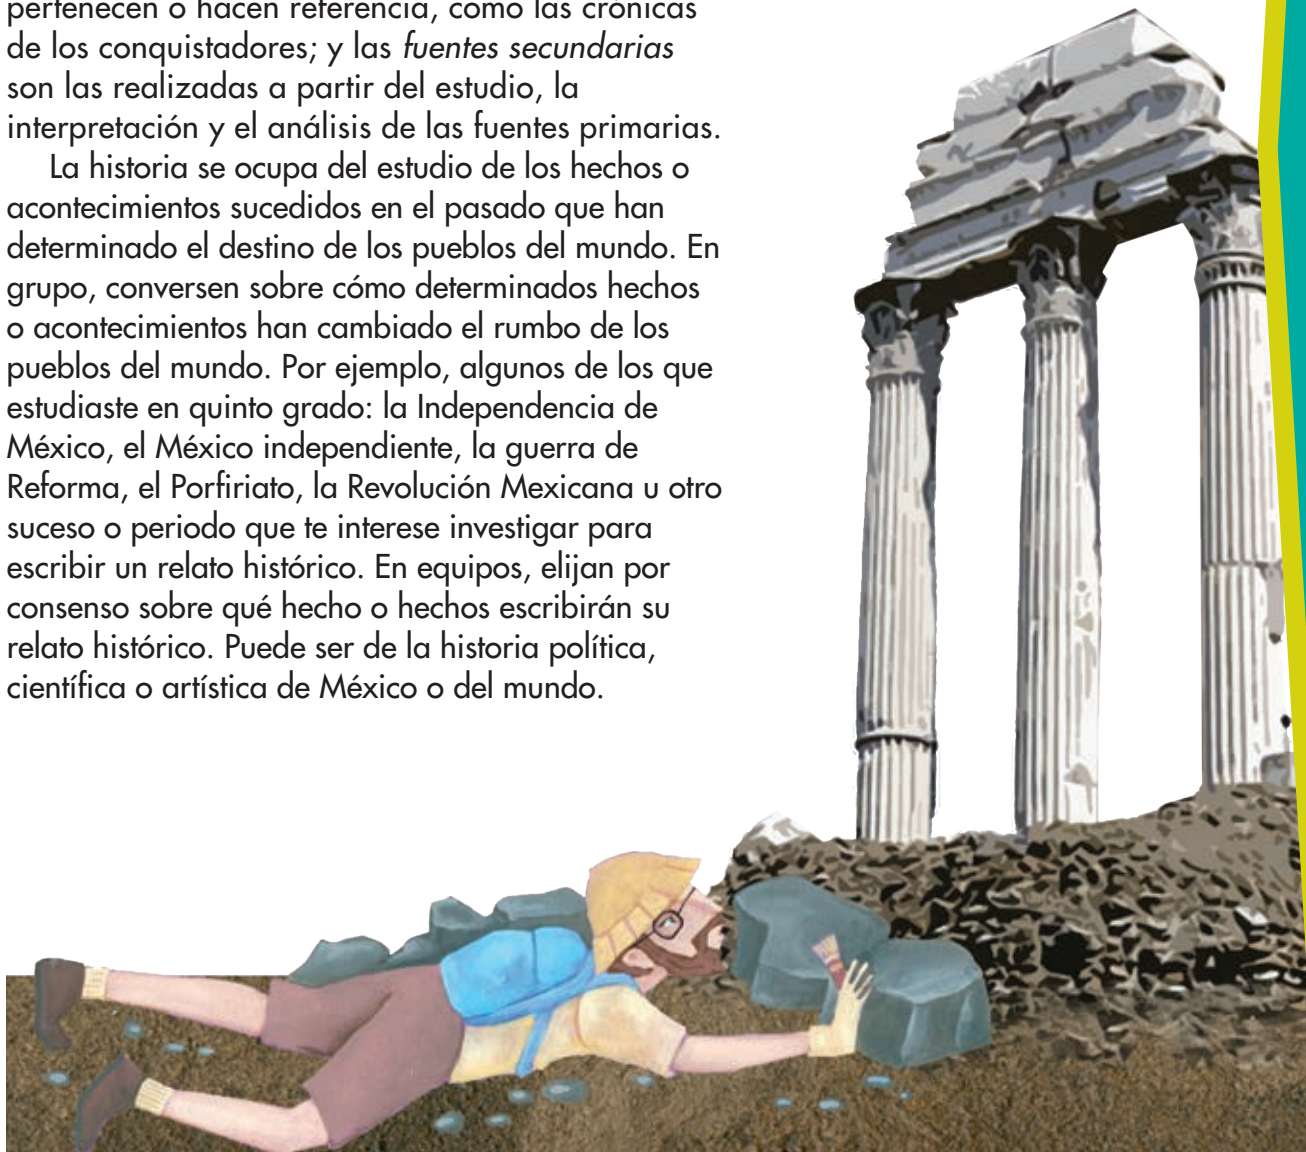 pertenecen o hacen referencia, como las crónicas
de los conquistadores; y las fuentes secundarias
son las realizadas a partir del estudio, la
interpretación y el análisis de las fuentes primarias.
La historia se ocupa del estudio de los hechos o
acontecimientos sucedidos en el pasado que han
determinado el destino de los pueblos del mundo. En
grupo, conversen sobre cómo determinados hechos
o acontecimientos han cambiado el rumbo de los
pueblos del mundo. Por ejemplo, algunos de los que
estudiaste en quinto grado: la Independencia de
México, el México independiente, la guerra de
Reforma, el Porfiriato, la Revolución Mexicana u otro
suceso o periodo que te interese investigar para
escribir un relato histórico. En equipos, elijan por
consenso sobre qué hecho o hechos escribirán su
relato histórico. Puede ser de la historia política,
científica o artística de México o del mundo.